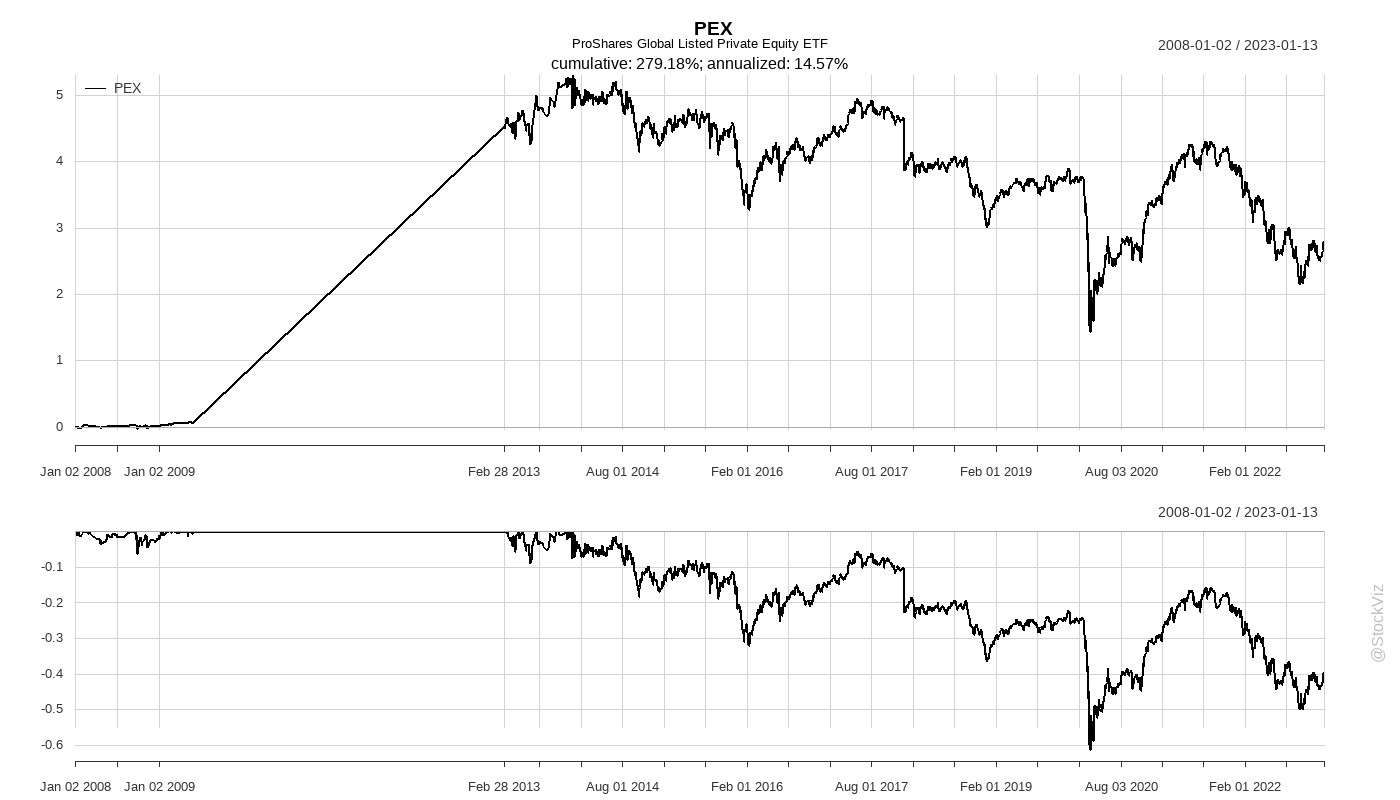 PEX
ProShares Global Listed Private Equity ETF
cumulative: 279.18%; annualized: 14.57%
2008-01-02 / 2023-01-13
PEX
5
4
3
2
1
0
Jan 02 2008 Jan 02 2009 Feb 28 2013 Aug 01 2014 Feb 01 2016 Aug 01 2017 Feb 01 2019 Aug 03 2020 Feb 01 2022
2008-01-02 / 2023-01-13
-0.1
-0.2
-0.3
-0.4
-0.5
-0.6
Jan 02 2008 Jan 02 2009 Feb 28 2013 Aug 01 2014 Feb 01 2016 Aug 01 2017 Feb 01 2019 Aug 03 2020 Feb 01 2022
@StockViz